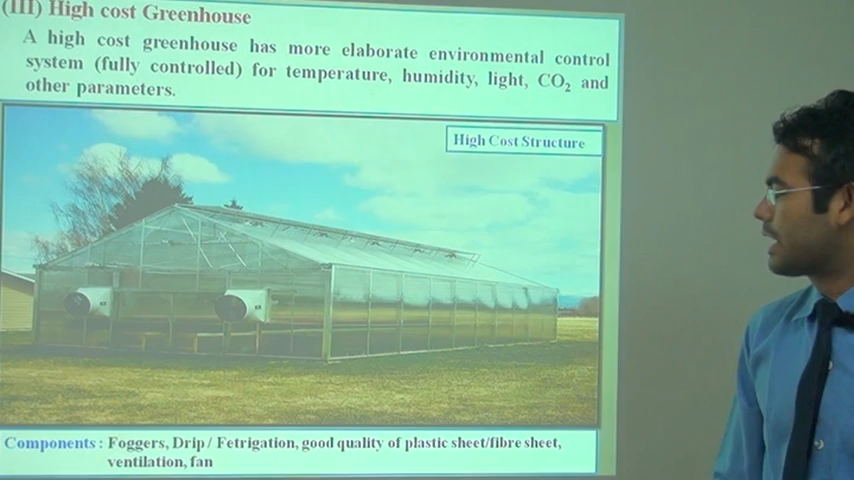 (III) High cost Greenhouse
A high cost greenhouse has more elaborate environmental control
system (fully controlled) for temperature, humidity, light, CO₂ and
other parameters.
High Cost Structure
Components : Foggers, Drip / Fetrigation, good quality of plastic sheet/fibre sheet,
ventilation, fan